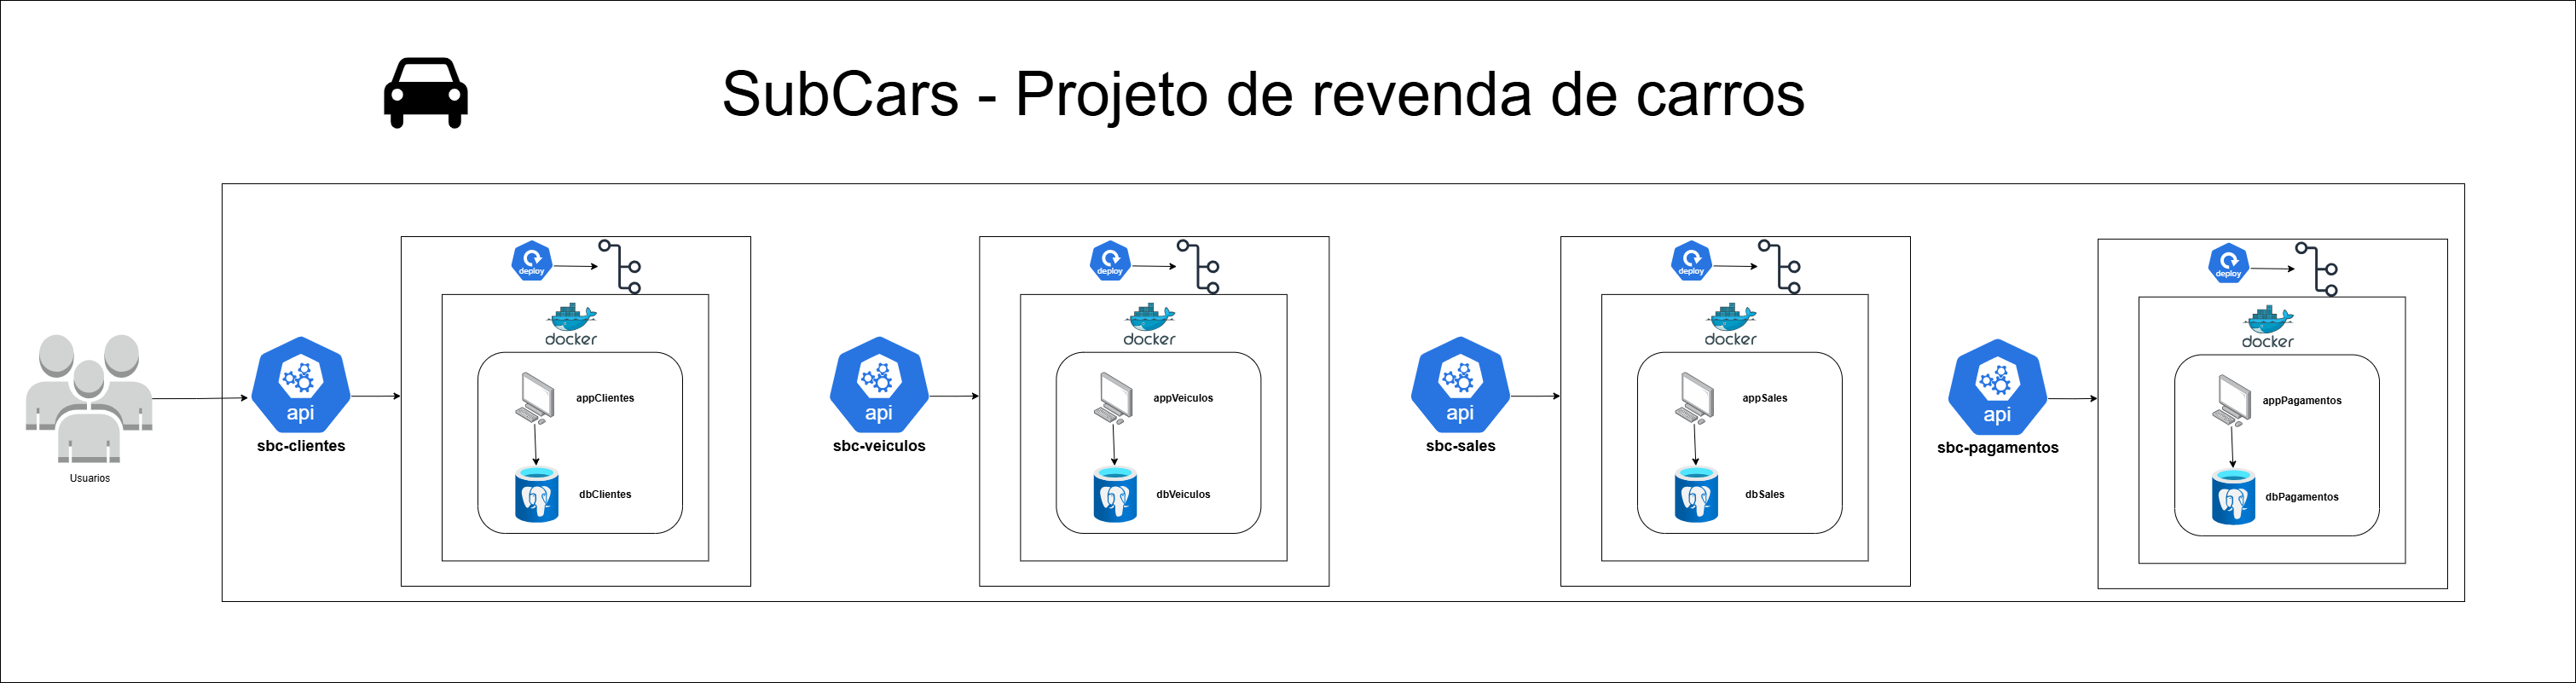 SubCars - Projeto de revenda de carros
deploy
deploy
deploy
deploy
docker
docker
docker
docker
api
api
api
api
appClientes
appVeiculos
appSales
appPagamentos
sbc-clientes
sbc-veiculos
sbc-sales
sbc-pagamentos
Usuarios
dbClientes
dbVeiculos
dbSales
dbPagamentos